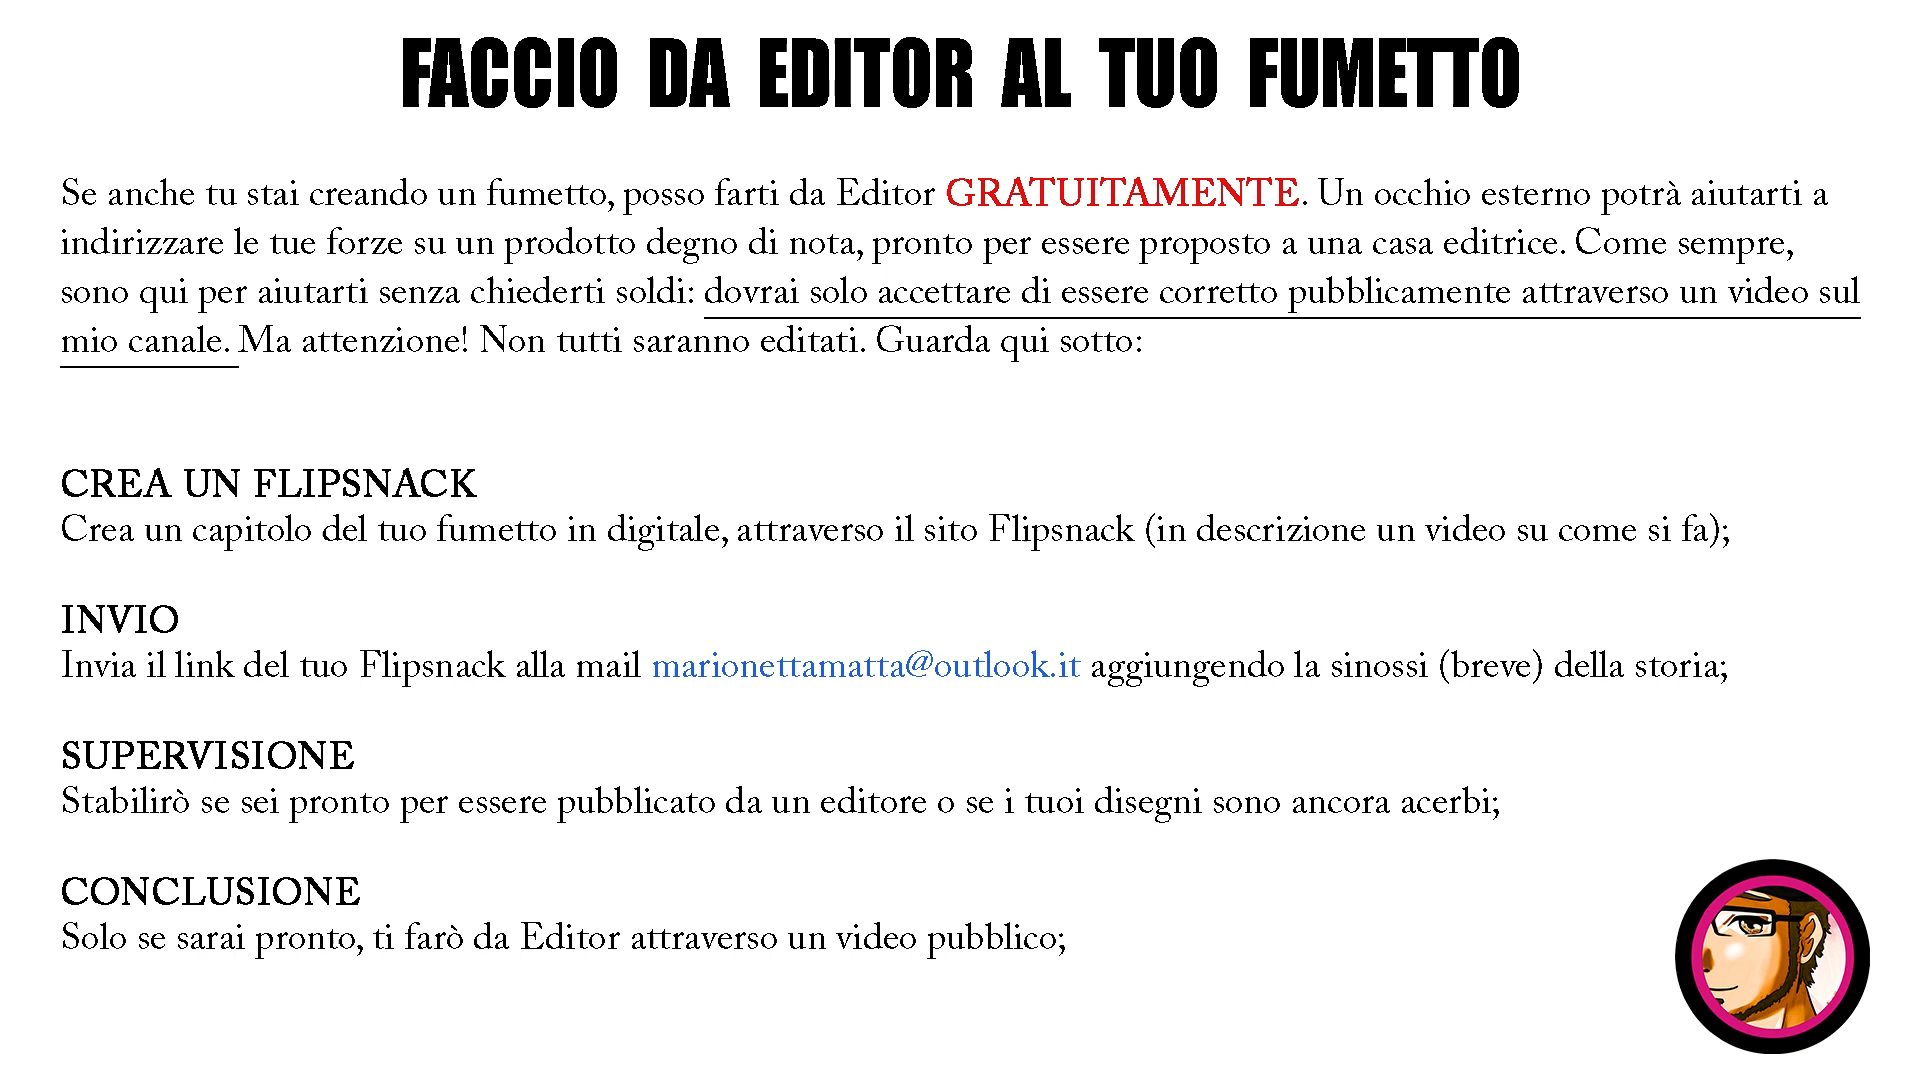 FACCIO DA EDITOR AL TUO FUMETTO
Se anche tu stai creando un fumetto, posso farti da Editor GRATUITAMENTE. Un occhio esterno potrà aiutarti a
indirizzare le tue forze su un prodotto degno di nota, pronto per essere proposto a una casa editrice. Come sempre,
sono qui per aiutarti senza chiederti soldi: dovrai solo accettare di essere corretto pubblicamente attraverso un video sul
mio canale. Ma attenzione! Non tutti saranno editati. Guarda qui sotto:
CREA UN FLIPSNACK
Crea un capitolo del tuo fumetto in digitale, attraverso il sito Flipsnack (in descrizione un video su come si fa);
INVIO
Invia il link del tuo Flipsnack alla mail marionettamatta@outlook.it aggiungendo la sinossi (breve) della storia;
SUPERVISIONE
Stabilirò se sei pronto per essere pubblicato da un editore o se i tuoi disegni sono ancora acerbi;
CONCLUSIONE
Solo se sarai pronto, ti farò da Editor attraverso un video pubblico;